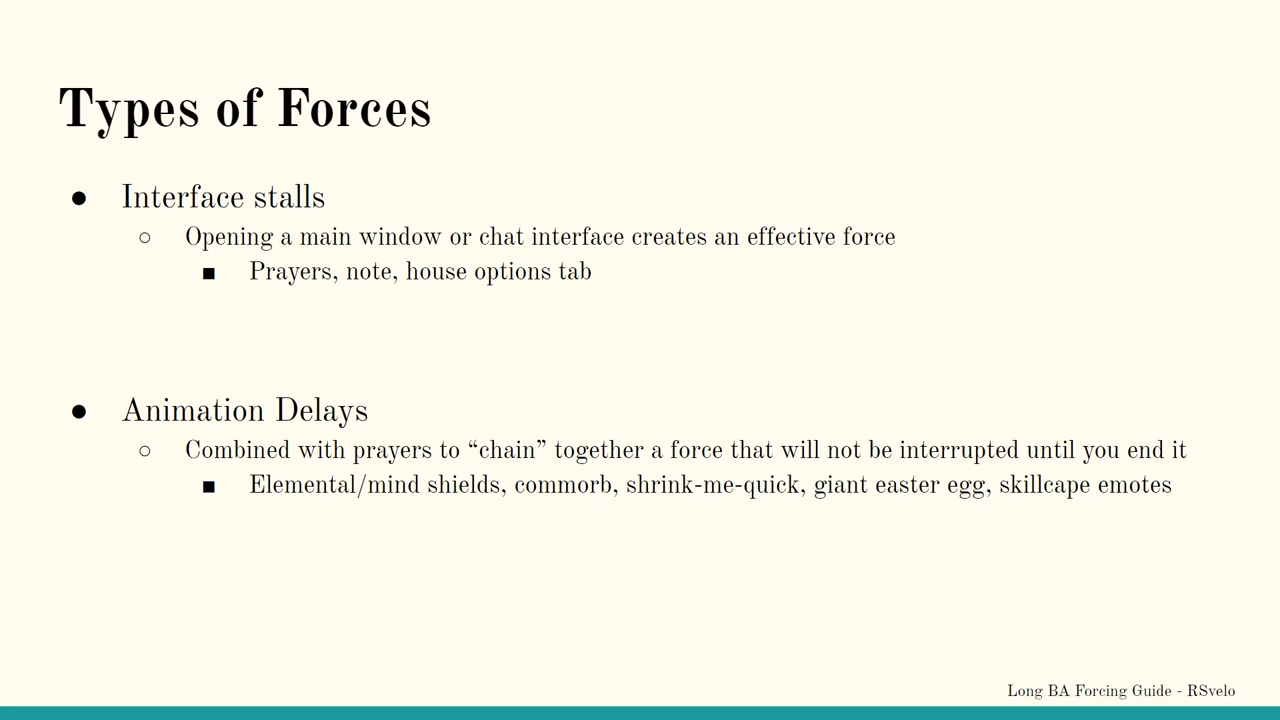 Types of Forces
● Interface stalls
○ Opening a main window or chat interface creates an effective force
■ Prayers, note, house options tab
● Animation Delays
○ Combined with prayers to “chain” together a force that will not be interrupted until you end it
■ Elemental/mind shields, commorb, shrink-me-quick, giant easter egg, skillcape emotes
Long BA Forcing Guide - RSvelo